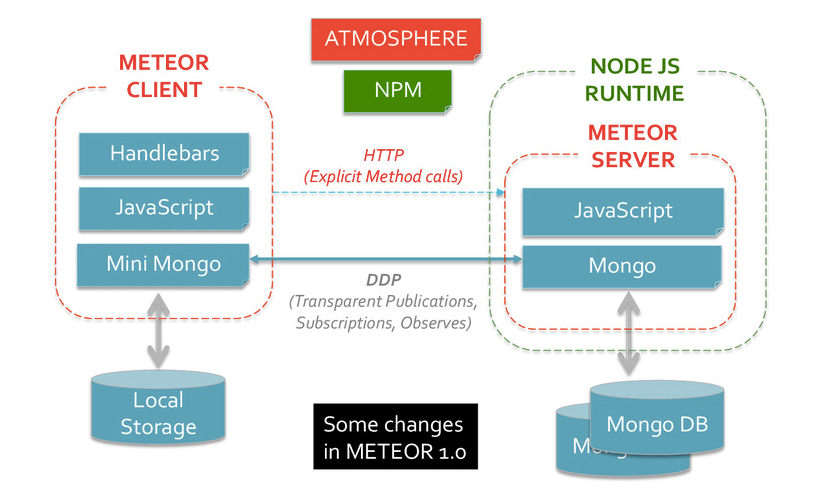 ATMOSPHERE
NPM
METEOR
CLIENT
Handlebars
JavaScript
Mini Mongo
Local
Storage
HTTP
(Explicit Method calls)
DDP
(Transparent Publications,
Subscriptions, Observes)
NODE JS
RUNTIME
METEOR
SERVER
JavaScript
Mongo
Mongo DB
Some changes
in METEOR 1.0